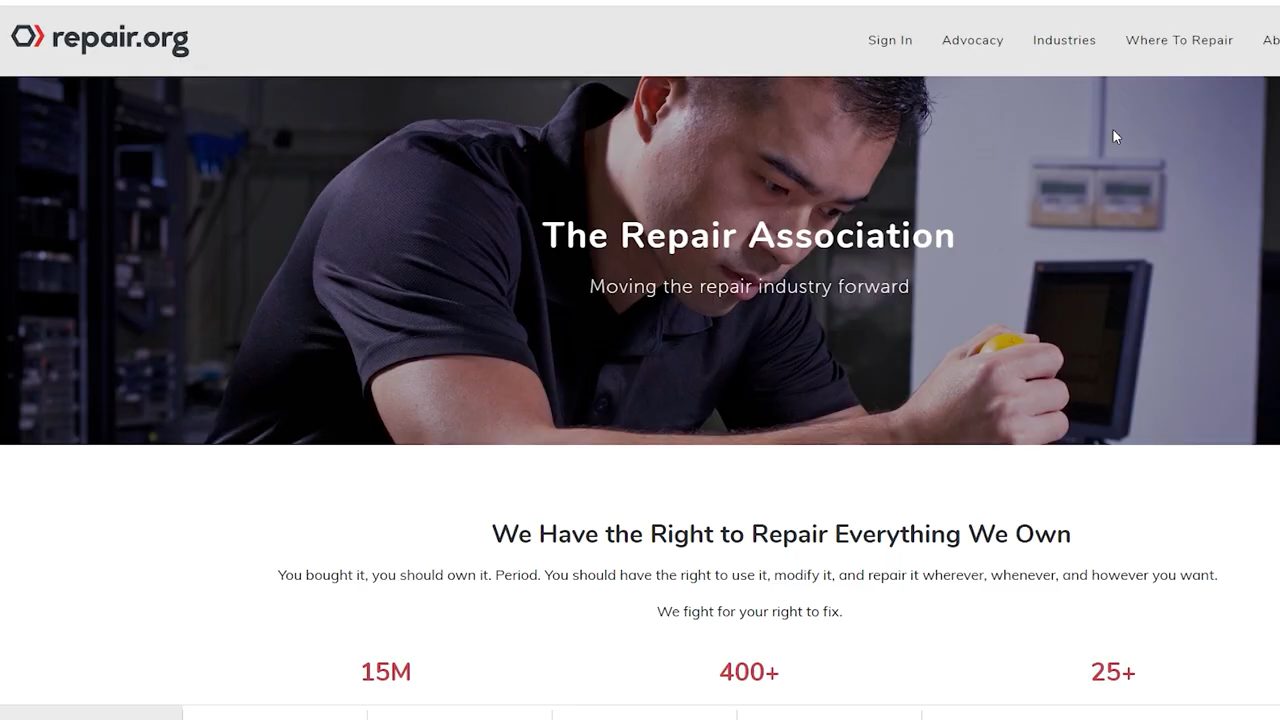 repair.org
Sign In
Advocacy
Industries
Where To Repair
Ab
The Repair Association
Moving the repair industry forward
We Have the Right to Repair Everything We Own
You bought it, you should own it. Period. You should have the right to use it, modify it, and repair it wherever, whenever, and however you want.
We fight for your right to fix.
15M
400+
25+